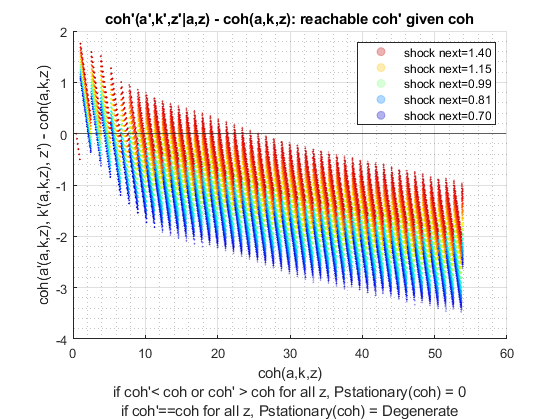 coh'(a',k',z'|a,z) - coh(a,k,z): reachable coh' given coh
coh(a'(a,k,z), k'(a,k,z), z') - coh(a,k,z)
2
1
0
-1
-2
-3
-4
shock next=1.40
shock next=1.15
shock next=0.99
shock next=0.81
shock next=0.70
0 10 20 30 40 50 60
coh(a,k,z)
if coh'< coh or coh' > coh for all z, Pstationary(coh) = 0
if coh'==coh for all z, Pstationary(coh) = Degenerate